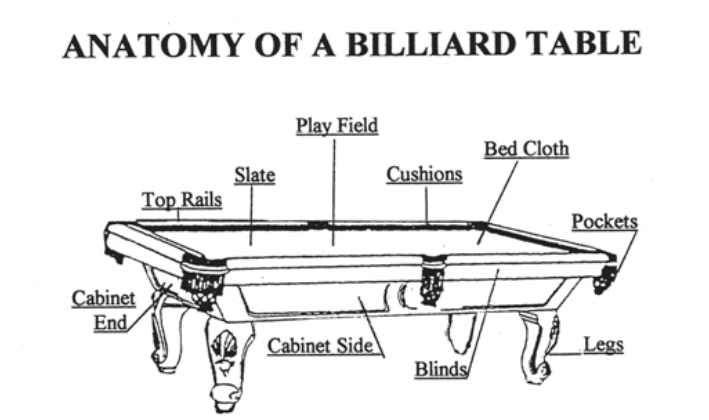 ANATOMY OF A BILLIARD TABLE
Play Field
Bed Cloth
Slate
Cushions
Top Rails
Pockets
Cabinet
End
Cabinet Side
Legs
Blinds